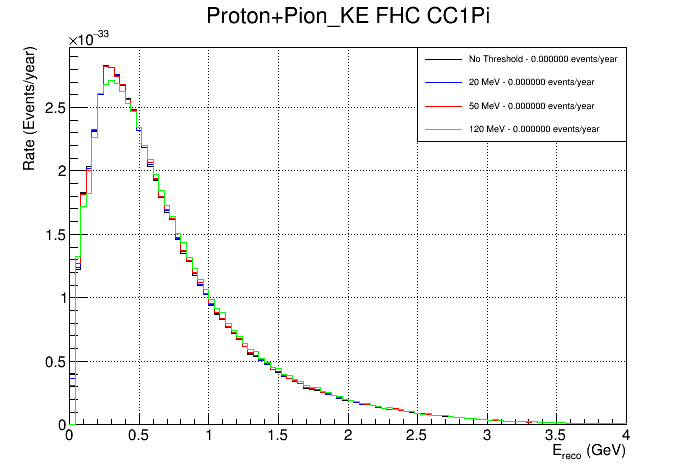 Proton+Pion_KE FHC CC1Pi
×10⁻³³
Rate (Events/year)
No Threshold - 0.000000 events/year
20 MeV - 0.000000 events/year
50 MeV - 0.000000 events/year
120 MeV - 0.000000 events/year
2.5
2
1.5
1
0.5
0
0 0.5 1 1.5 2 2.5 3 3.5 4
E_reco (GeV)